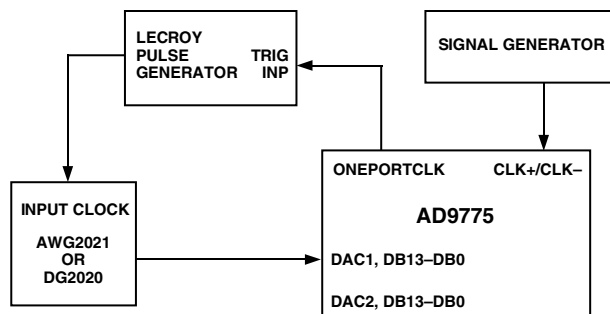 LECROY
PULSE TRIG
GENERATOR INP
SIGNAL GENERATOR
ONEPORTCLK CLK+/CLK–
AD9775
INPUT CLOCK
AWG2021
OR
DG2020
DAC1, DB13–DB0
DAC2, DB13–DB0